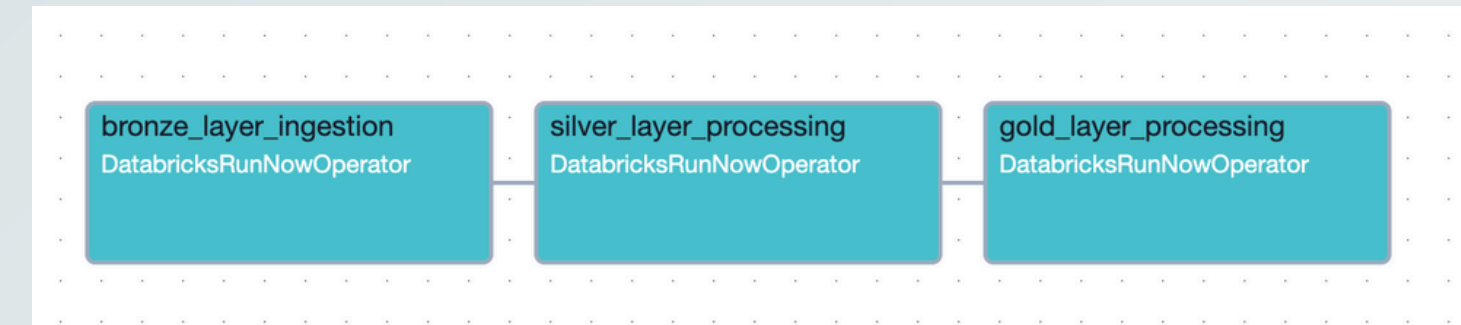 bronze_layer_ingestion
DatabricksRunNowOperator
silver_layer_processing
DatabricksRunNowOperator
gold_layer_processing
DatabricksRunNowOperator